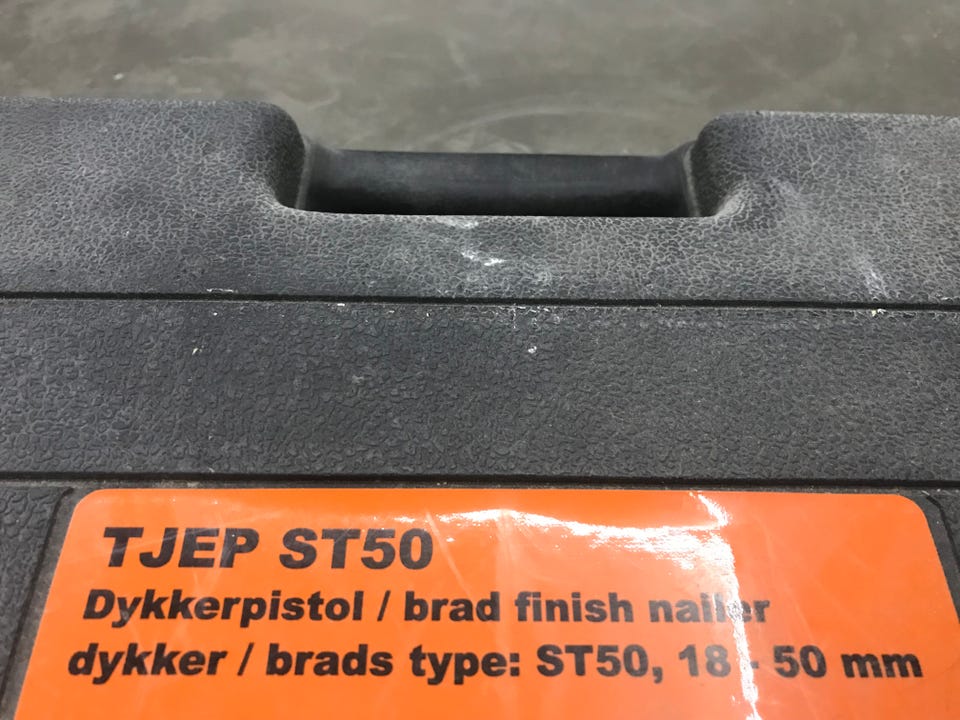 TJEP ST50
Dykkerpistol / brad finish nailer
dykker / brads type: ST50, 18 - 50 mm